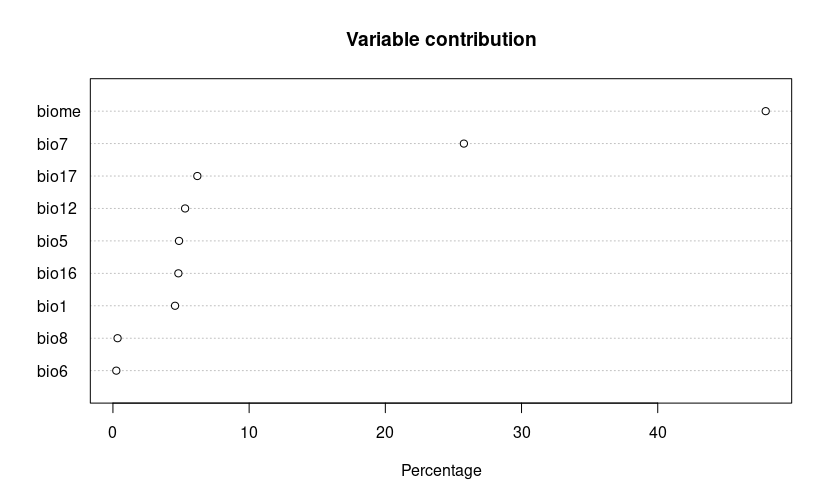 Variable contribution
biome
bio7
bio17
bio12
bio5
bio16
bio1
bio8
bio6
0 10 20 30 40
Percentage